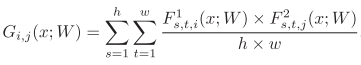 G_{i,j}(x;W) = \sum_{s=1}^{h} \sum_{t=1}^{w} \frac{F^1_{s,t,i}(x;W) \times F^2_{s,t,j}(x;W)}{h \times w}